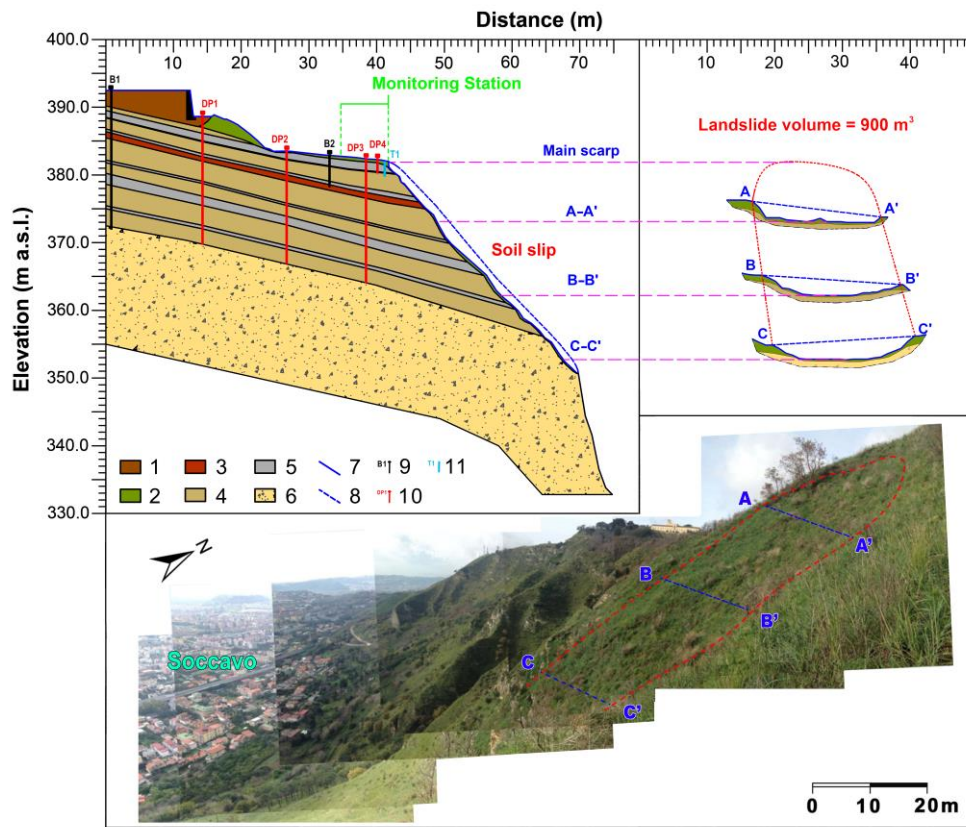 Distance (m)
400.0
390.0
380.0
370.0
360.0
350.0
340.0
330.0
Elevation (m a.s.l.)
10 20 30 40 50 60 70
10 20 30 40
Monitoring Station
B1
DP1
DP2
B2
DP3
DP4
T1
Landslide volume = 900 m³
Main scarp
A–A'
B–B'
C–C'
Soil slip
A A'
B B'
C C'
1 3 5 7 B1 9 T1 11
2 4 6 8 DP1 10
N
Soccavo
A
A'
B
B'
C
C'
0 10 20m